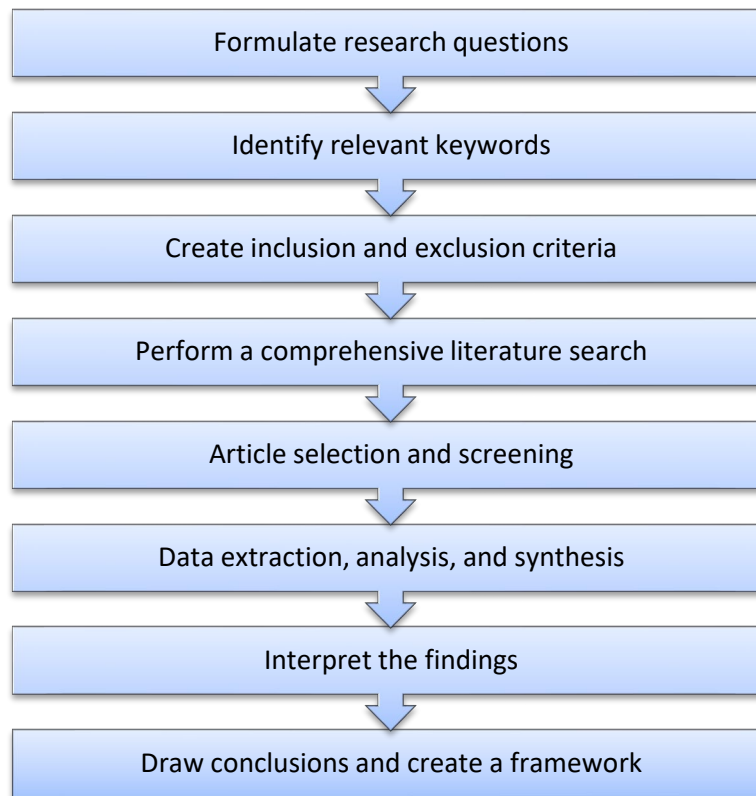 Formulate research questions
Identify relevant keywords
Create inclusion and exclusion criteria
Perform a comprehensive literature search
Article selection and screening
Data extraction, analysis, and synthesis
Interpret the findings
Draw conclusions and create a framework